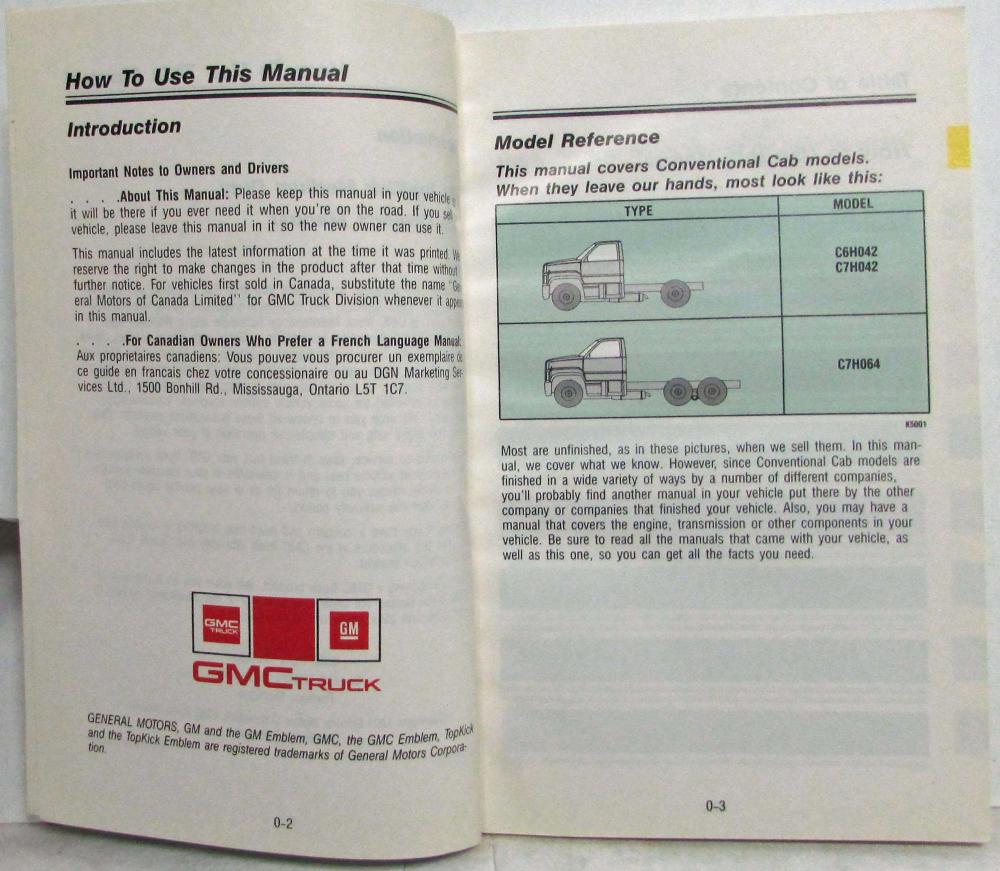 How To Use This Manual
Introduction
Important Notes to Owners and Drivers
. . . .About This Manual: Please keep this manual in your vehicle
it will be there if you ever need it when you're on the road. If you
vehicle, please leave this manual in it so the new owner can use it.
This manual includes the latest information at the time it was printed.
reserve the right to make changes in the product after that time without
further notice. For vehicles first sold in Canada, substitute the name
eral Motors of Canada Limited'' for GMC Truck Division whenever it
in this manual.
. . . .For Canadian Owners Who Prefer a French Language Manual:
Aux proprietaires canadiens: Vous pouvez vous procurer un exemplaire
ce guide en francais chez votre concessionaire ou au DGN Marketing Ser-
vices Ltd., 1500 Bonhill Rd., Mississauga, Ontario L5T 1C7.
GMC
TRUCK
GM
GMC TRUCK
GENERAL MOTORS, GM and the GM Emblem, GMC, the GMC Emblem, TopKick
and the TopKick Emblem are registered trademarks of General Motors Corpora-
tion.
0-2
Model Reference
This manual covers Conventional Cab models.
When they leave our hands, most look like this:
TYPE MODEL
C6H042
C7H042
C7H064
K5001
Most are unfinished, as in these pictures, when we sell them. In this man-
ual, we cover what we know. However, since Conventional Cab models are
finished in a wide variety of ways by a number of different companies,
you'll probably find another manual in your vehicle put there by the other
company or companies that finished your vehicle. Also, you may have a
manual that covers the engine, transmission or other components in your
vehicle. Be sure to read all the manuals that came with your vehicle, as
well as this one, so you can get all the facts you need.
0-3